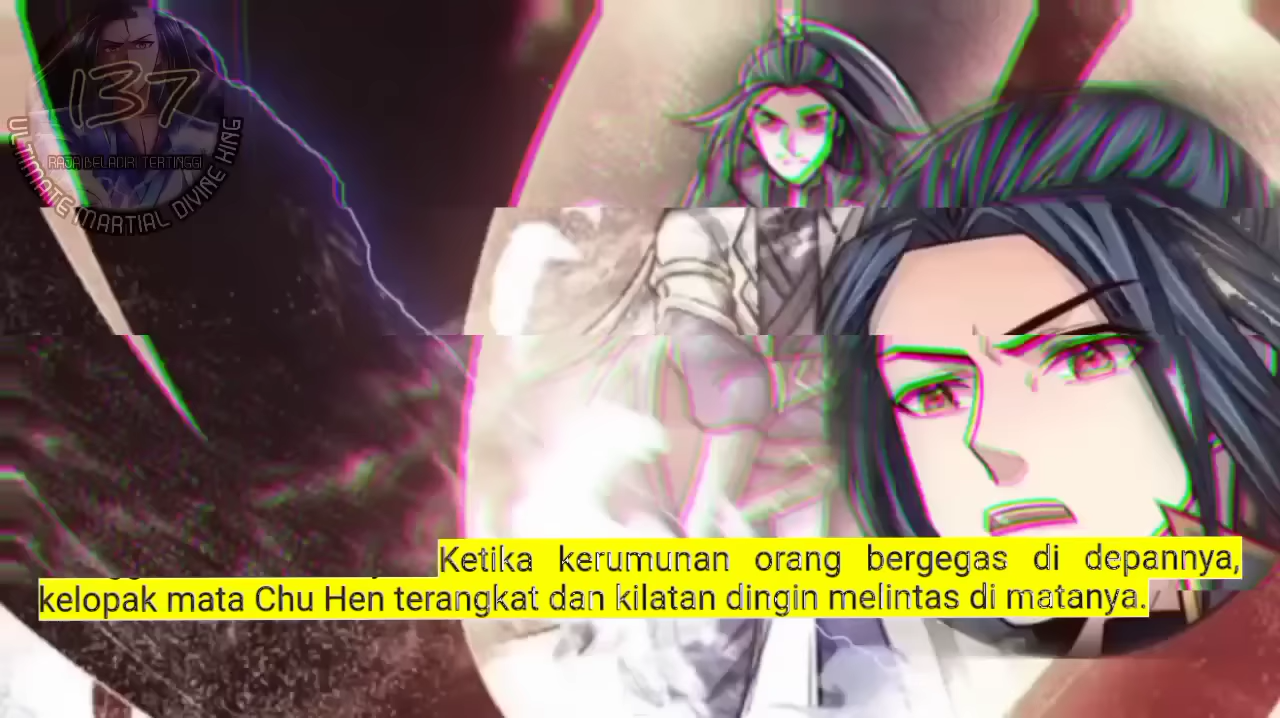 137
RAJA BELADIRI TERTINGGI
ULTIMATE MARTIAL DIVINE KING
Ketika kerumunan orang bergegas di depannya,
kelopak mata Chu Hen terangkat dan kilatan dingin melintas di matanya.